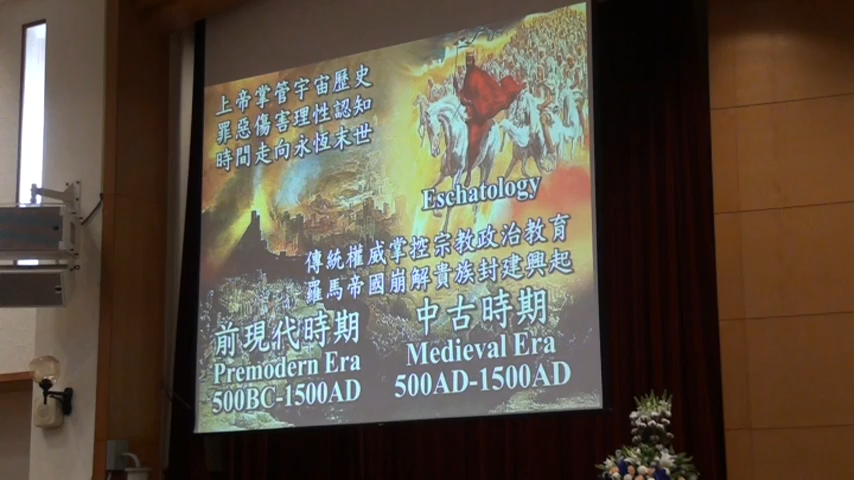 上帝掌管宇宙歷史
罪惡傷害理性認知
時間走向永恆末世
Eschatology
傳統權威掌控宗教政治教育
羅馬帝國崩解貴族封建興起
前現代時期
Premodern Era
500BC-1500AD
中古時期
Medieval Era
500AD-1500AD